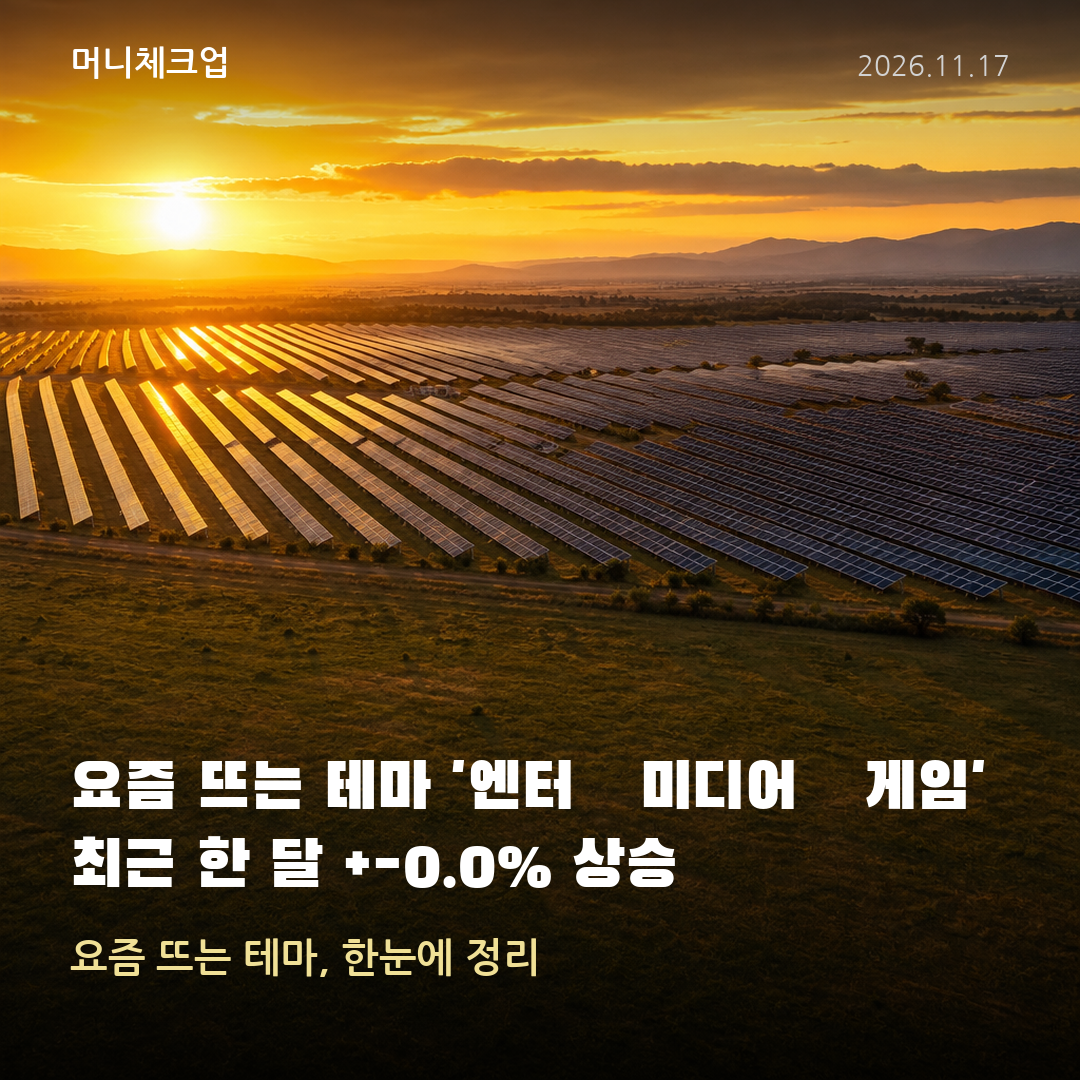 머니체크업
2026.11.17
요즘 뜨는 테마 '엔터 미디어 게임'
최근 한 달 +-0.0% 상승
요즘 뜨는 테마, 한눈에 정리